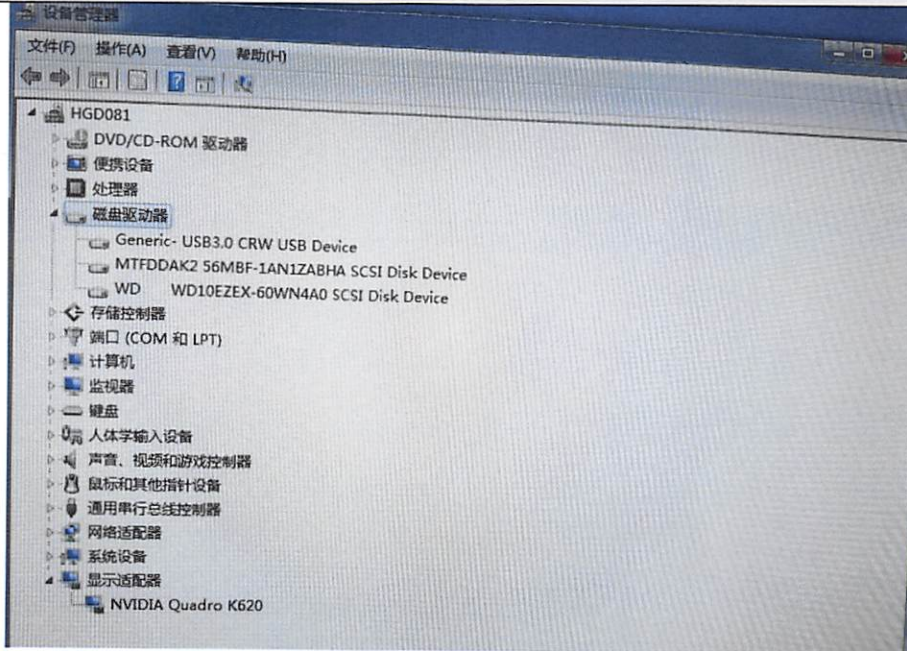 设备管理器
文件(F) 操作(A) 查看(V) 帮助(H)
HGD081
DVD/CD-ROM 驱动器
便携设备
处理器
磁盘驱动器
Generic- USB3.0 CRW USB Device
MTFDDAK2 56MBF-1AN1ZABHA SCSI Disk Device
WD WD10EZEX-60WN4A0 SCSI Disk Device
存储控制器
端口 (COM 和 LPT)
计算机
监视器
键盘
人体学输入设备
声音、视频和游戏控制器
鼠标和其他指针设备
通用串行总线控制器
网络适配器
系统设备
显示适配器
NVIDIA Quadro K620